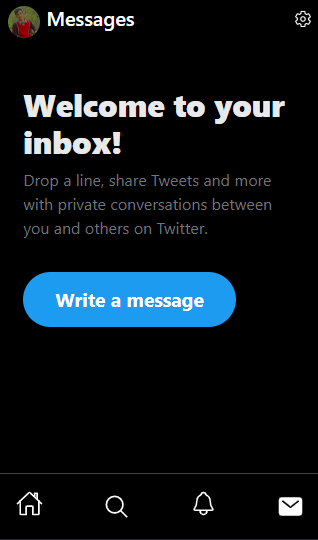 Messages
Welcome to your
inbox!
Drop a line, share Tweets and more
with private conversations between
you and others on Twitter.
Write a message